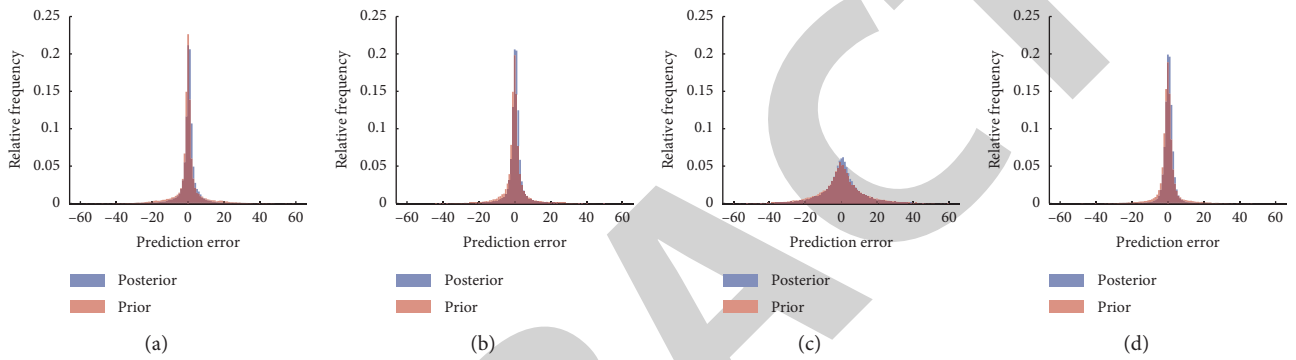 0.25 0.25 0.25 0.25
0.2 0.2 0.2 0.2
0.15 0.15 0.15 0.15
0.1 0.1 0.1 0.1
0.05 0.05 0.05 0.05
0 0 0 0
Relative frequency Relative frequency Relative frequency Relative frequency
−60 −40 −20 0 20 40 60 −60 −40 −20 0 20 40 60 −60 −40 −20 0 20 40 60 −60 −40 −20 0 20 40 60
Prediction error Prediction error Prediction error Prediction error
Posterior Posterior Posterior Posterior
Prior Prior Prior Prior
(a) (b) (c) (d)